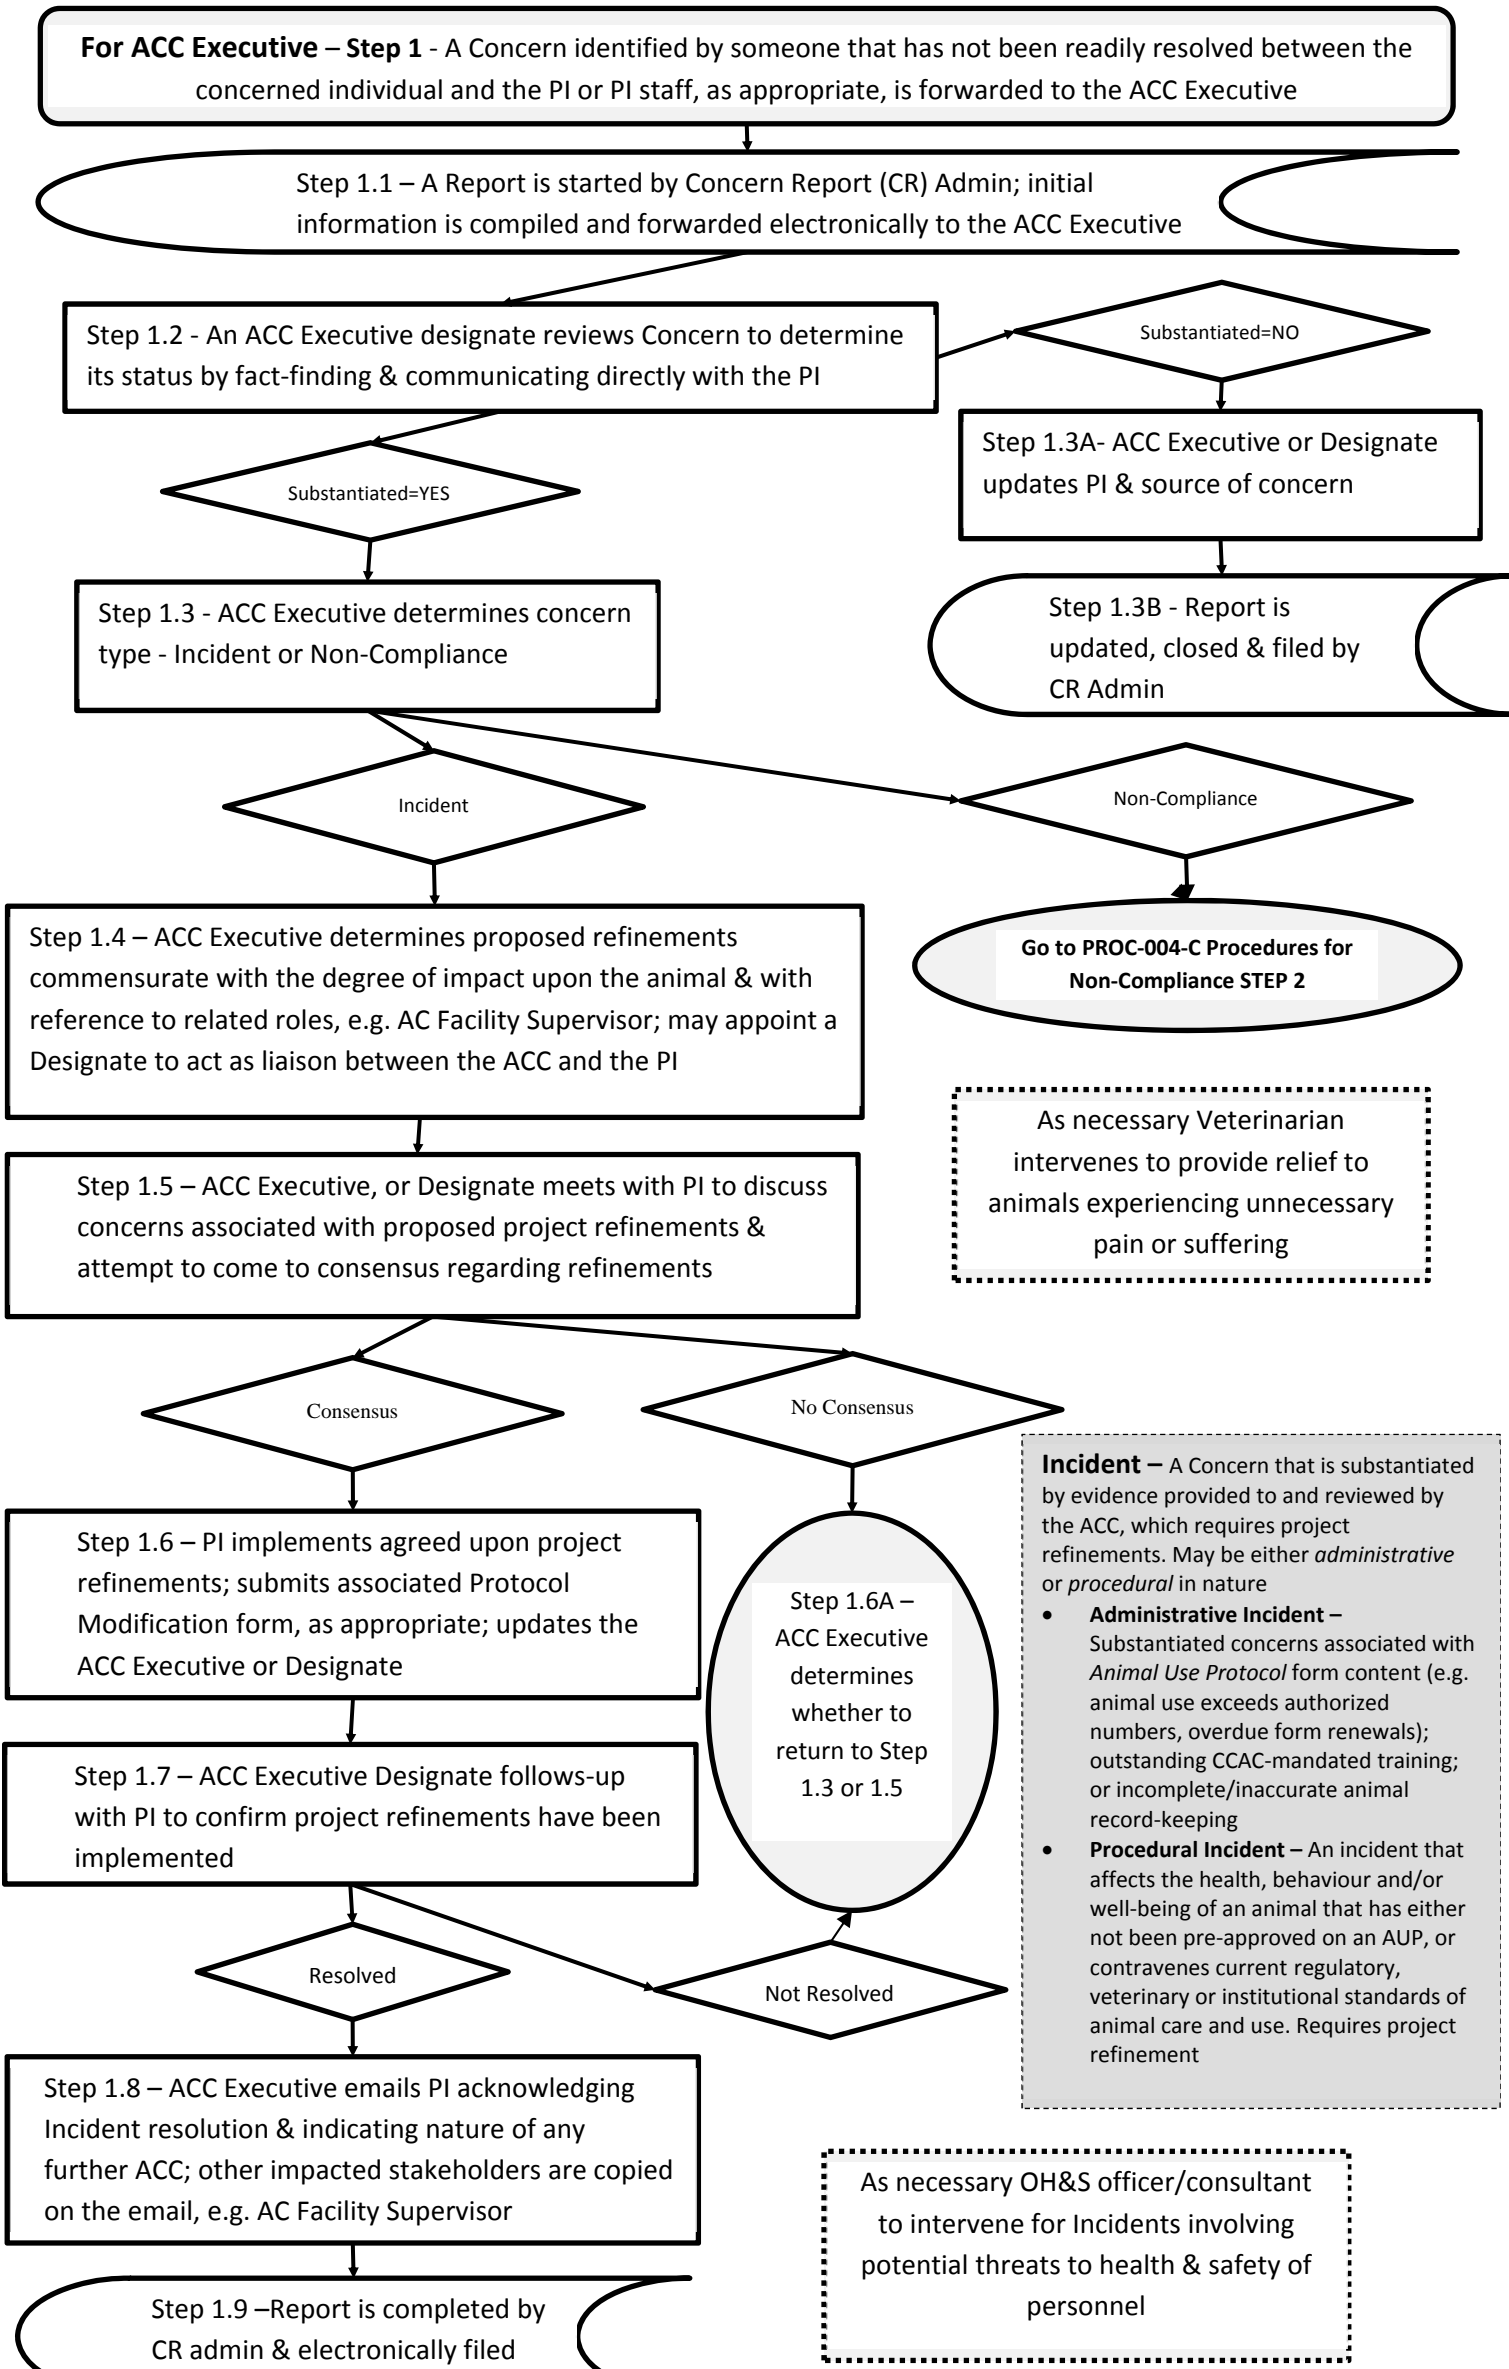 For ACC Executive – Step 1 - A Concern identified by someone that has not been readily resolved between the
concerned individual and the PI or PI staff, as appropriate, is forwarded to the ACC Executive
Step 1.1 – A Report is started by Concern Report (CR) Admin; initial
information is compiled and forwarded electronically to the ACC Executive
Step 1.2 - An ACC Executive designate reviews Concern to determine
its status by fact-finding & communicating directly with the PI
Substantiated=NO
Step 1.3A- ACC Executive or Designate
updates PI & source of concern
Substantiated=YES
Step 1.3 - ACC Executive determines concern
type - Incident or Non-Compliance
Step 1.3B - Report is
updated, closed & filed by
CR Admin
Incident
Non-Compliance
Step 1.4 – ACC Executive determines proposed refinements
commensurate with the degree of impact upon the animal & with
reference to related roles, e.g. AC Facility Supervisor; may appoint a
Designate to act as liaison between the ACC and the PI
Go to PROC-004-C Procedures for
Non-Compliance STEP 2
As necessary Veterinarian
intervenes to provide relief to
animals experiencing unnecessary
pain or suffering
Step 1.5 – ACC Executive, or Designate meets with PI to discuss
concerns associated with proposed project refinements &
attempt to come to consensus regarding refinements
Consensus
No Consensus
Step 1.6 – PI implements agreed upon project
refinements; submits associated Protocol
Modification form, as appropriate; updates the
ACC Executive or Designate
Step 1.6A –
ACC Executive
determines
whether to
return to Step
1.3 or 1.5
Incident – A Concern that is substantiated
by evidence provided to and reviewed by
the ACC, which requires project
refinements. May be either administrative
or procedural in nature
• Administrative Incident –
Substantiated concerns associated with
Animal Use Protocol form content (e.g.
animal use exceeds authorized
numbers, overdue form renewals);
outstanding CCAC-mandated training;
or incomplete/inaccurate animal
record-keeping
• Procedural Incident – An incident that
affects the health, behaviour and/or
well-being of an animal that has either
not been pre-approved on an AUP, or
contravenes current regulatory,
veterinary or institutional standards of
animal care and use. Requires project
refinement
Step 1.7 – ACC Executive Designate follows-up
with PI to confirm project refinements have been
implemented
Resolved
Not Resolved
Step 1.8 – ACC Executive emails PI acknowledging
Incident resolution & indicating nature of any
further ACC; other impacted stakeholders are copied
on the email, e.g. AC Facility Supervisor
As necessary OH&S officer/consultant
to intervene for Incidents involving
potential threats to health & safety of
personnel
Step 1.9 –Report is completed by
CR admin & electronically filed